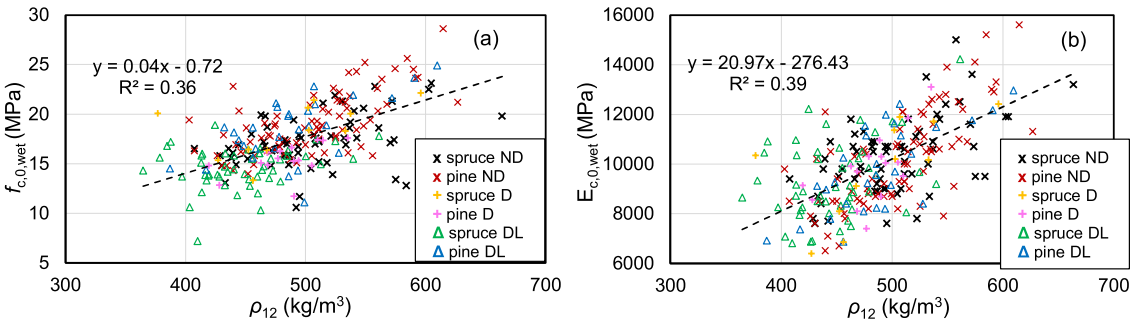 30
25
20
15
10
5
f c,0,wet (MPa)
(a)
y = 0.04x - 0.72
R² = 0.36
spruce ND
pine ND
spruce D
pine D
spruce DL
pine DL
300 400 500 600 700
ρ12 (kg/m³)
16000
14000
12000
10000
8000
6000
E c,0,wet (MPa)
(b)
y = 20.97x - 276.43
R² = 0.39
spruce ND
pine ND
spruce D
pine D
spruce DL
pine DL
300 400 500 600 700
ρ12 (kg/m³)